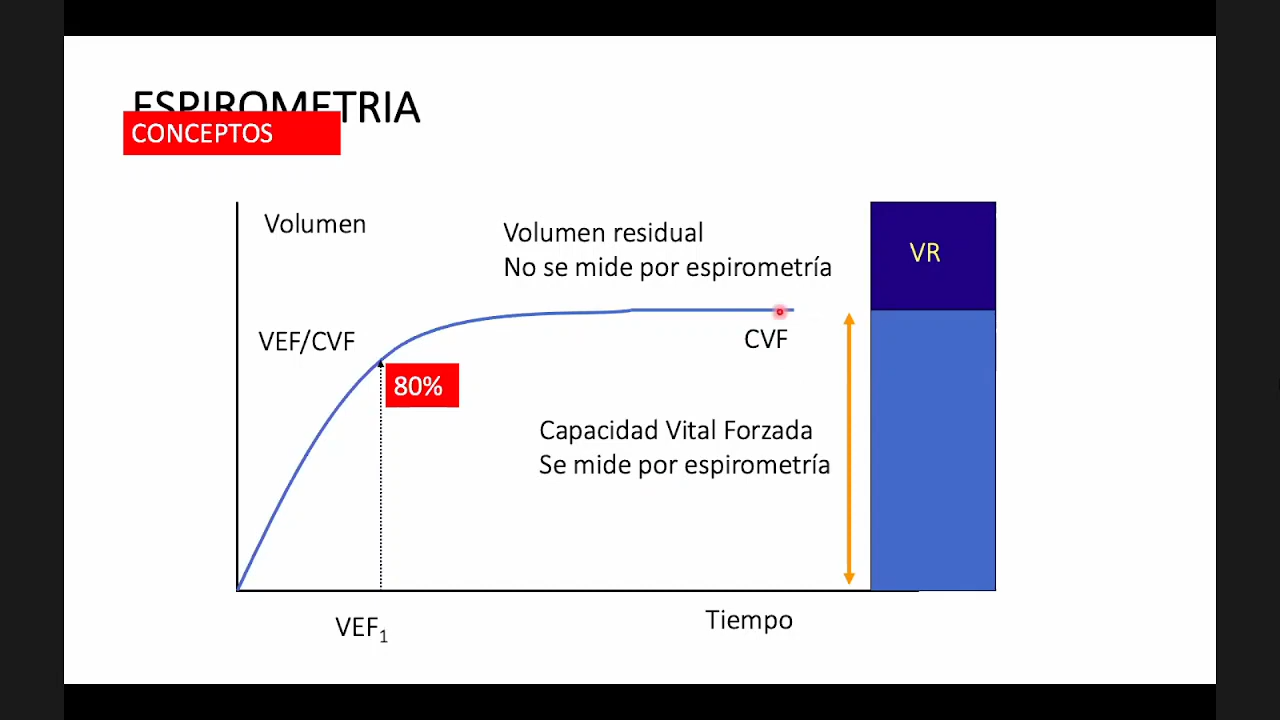 ESPIROMETRIA
CONCEPTOS
Volumen
Volumen residual
No se mide por espirometría
VR
VEF/CVF
CVF
80%
Capacidad Vital Forzada
Se mide por espirometría
VEF₁
Tiempo